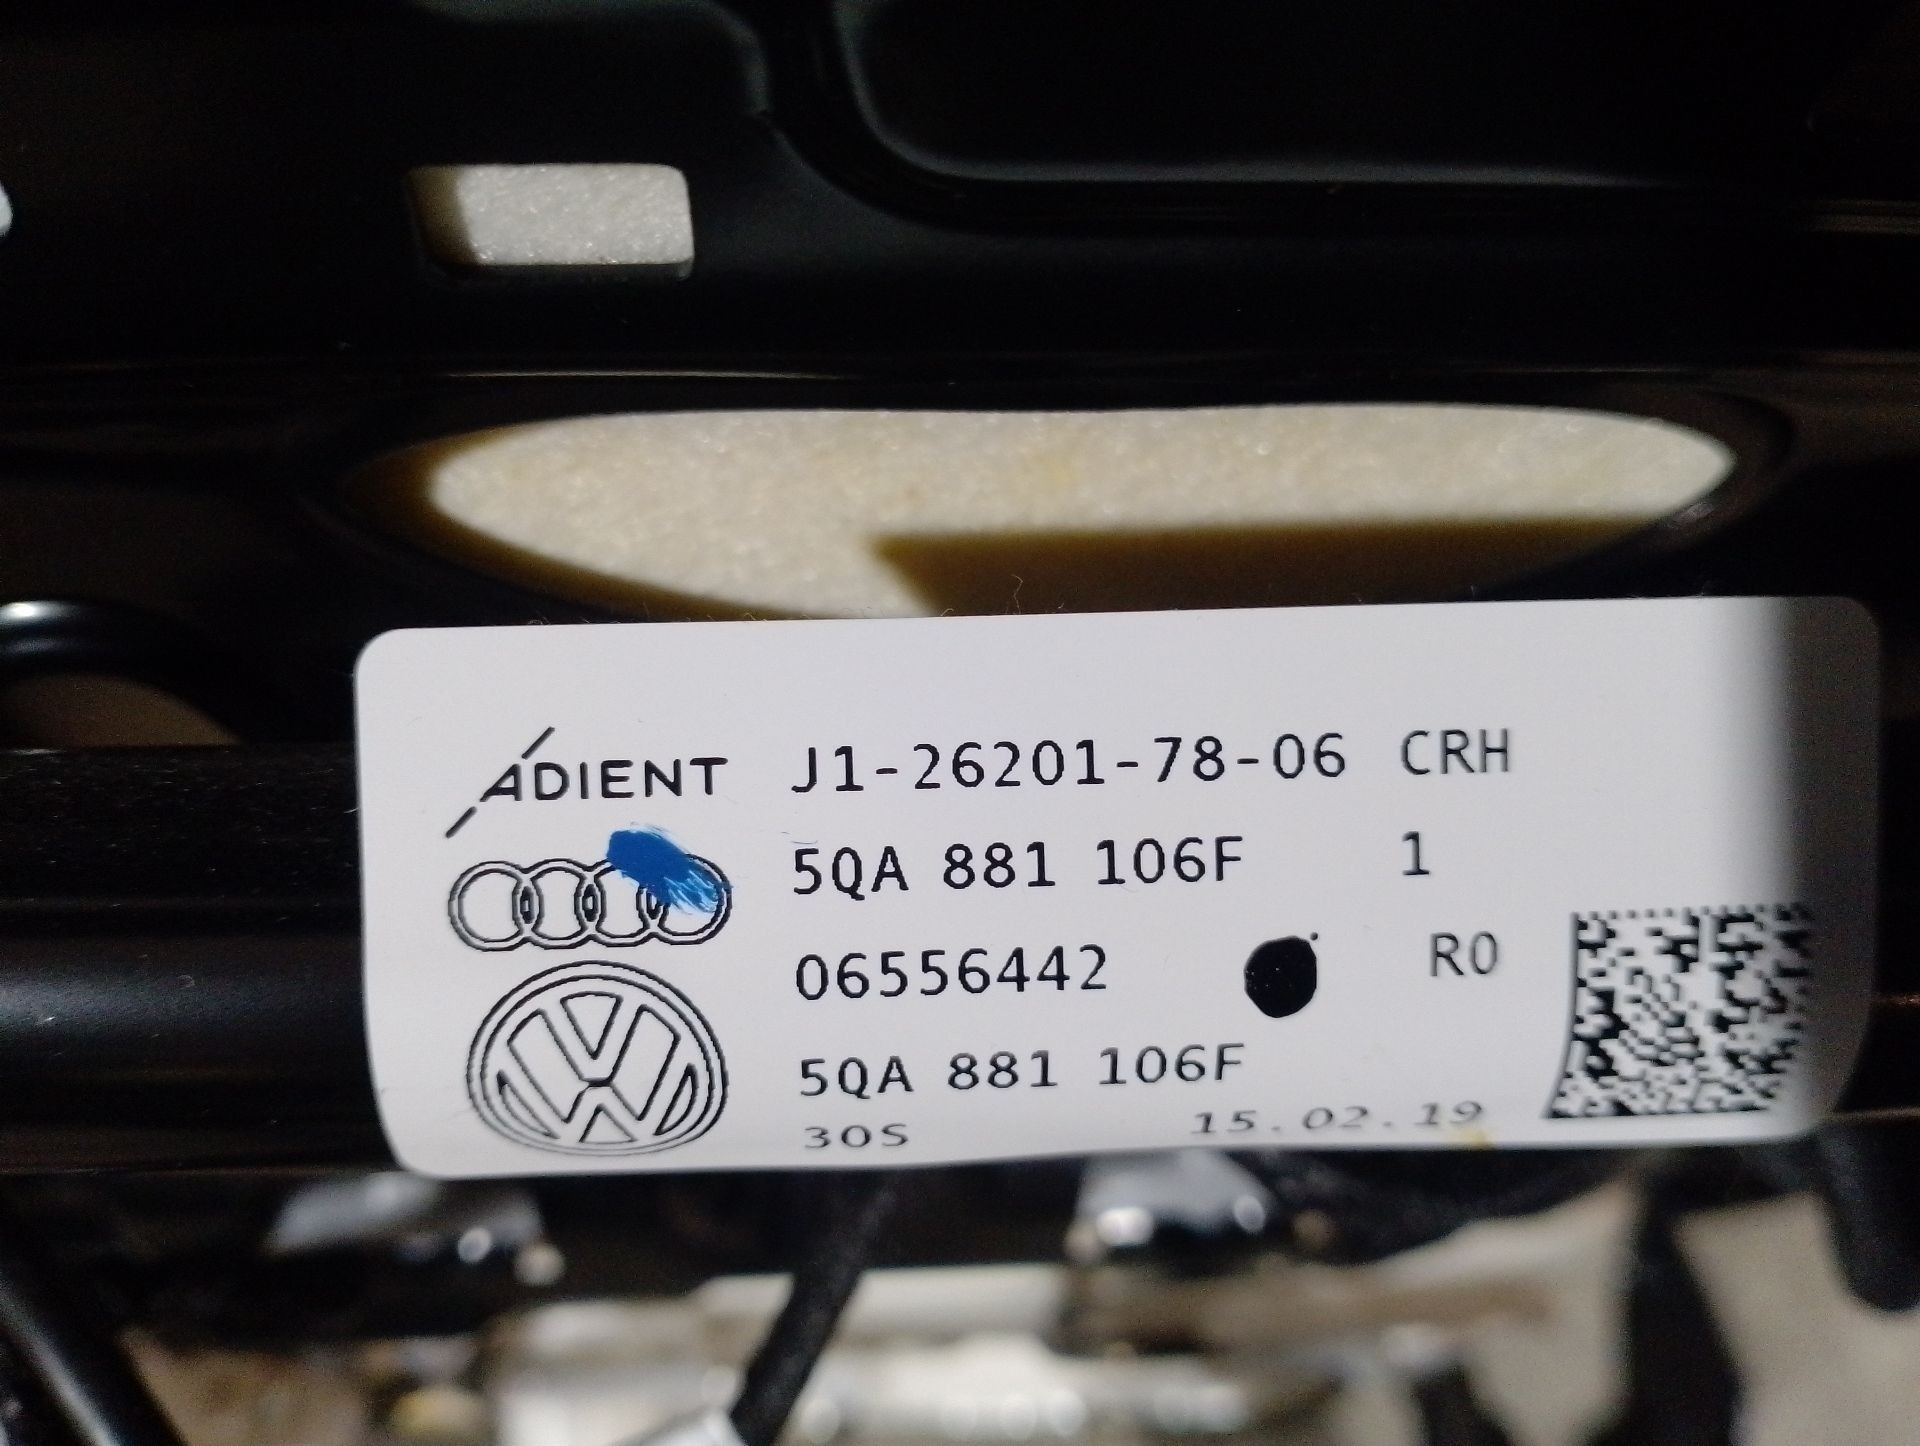 ADIENT J1-26201-78-06 CRH
5QA 881 106F 1
06556442 R0
5QA 881 106F
30S 15.02.19